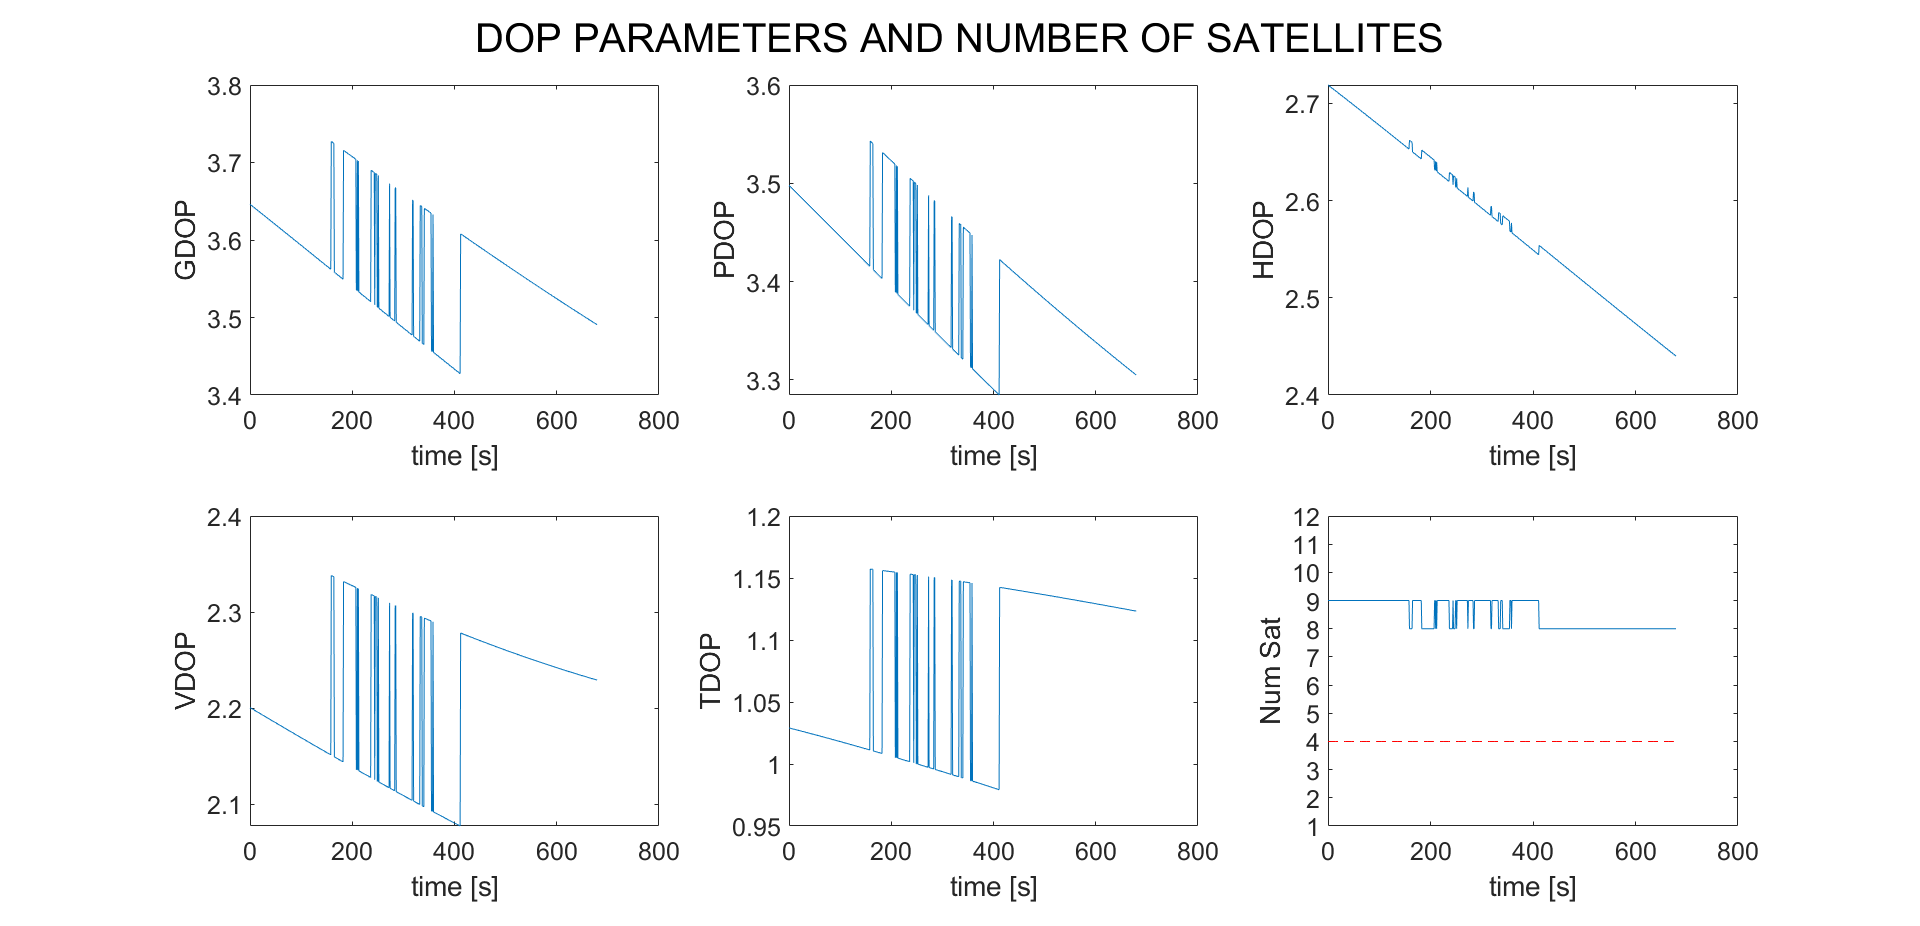 DOP PARAMETERS AND NUMBER OF SATELLITES
3.8
3.7
3.6
3.5
3.4
GDOP
0 200 400 600 800
time [s]
3.6
3.5
3.4
3.3
PDOP
0 200 400 600 800
time [s]
2.7
2.6
2.5
2.4
HDOP
0 200 400 600 800
time [s]
2.4
2.3
2.2
2.1
VDOP
0 200 400 600 800
time [s]
1.2
1.15
1.1
1.05
1
0.95
TDOP
0 200 400 600 800
time [s]
12
11
10
9
8
7
6
5
4
3
2
1
Num Sat
0 200 400 600 800
time [s]